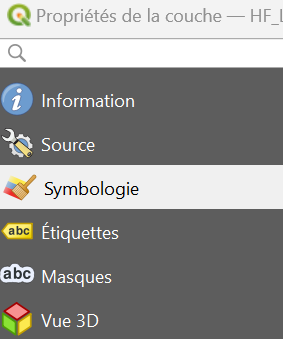 Propriétés de la couche — HF_
Information
Source
Symbologie
abc Étiquettes
abc Masques
Vue 3D